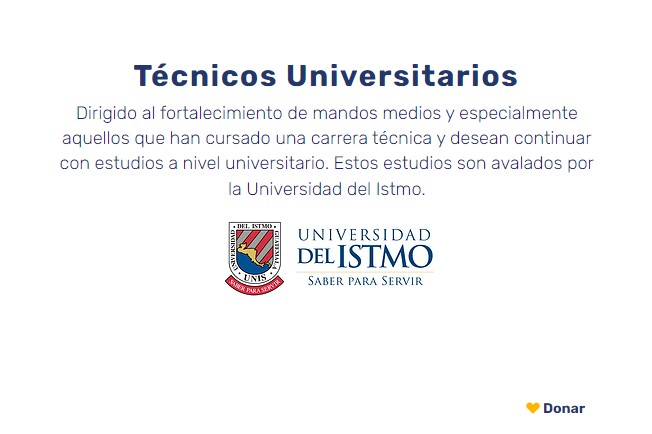 Técnicos Universitarios
Dirigido al fortalecimiento de mandos medios y especialmente
aquellos que han cursado una carrera técnica y desean continuar
con estudios a nivel universitario. Estos estudios son avalados por
la Universidad del Istmo.
UNIVERSIDAD DEL ISTMO GUATEMALA
UNIS
SABER PARA SERVIR
UNIVERSIDAD
DEL ISTMO
SABER PARA SERVIR
Donar